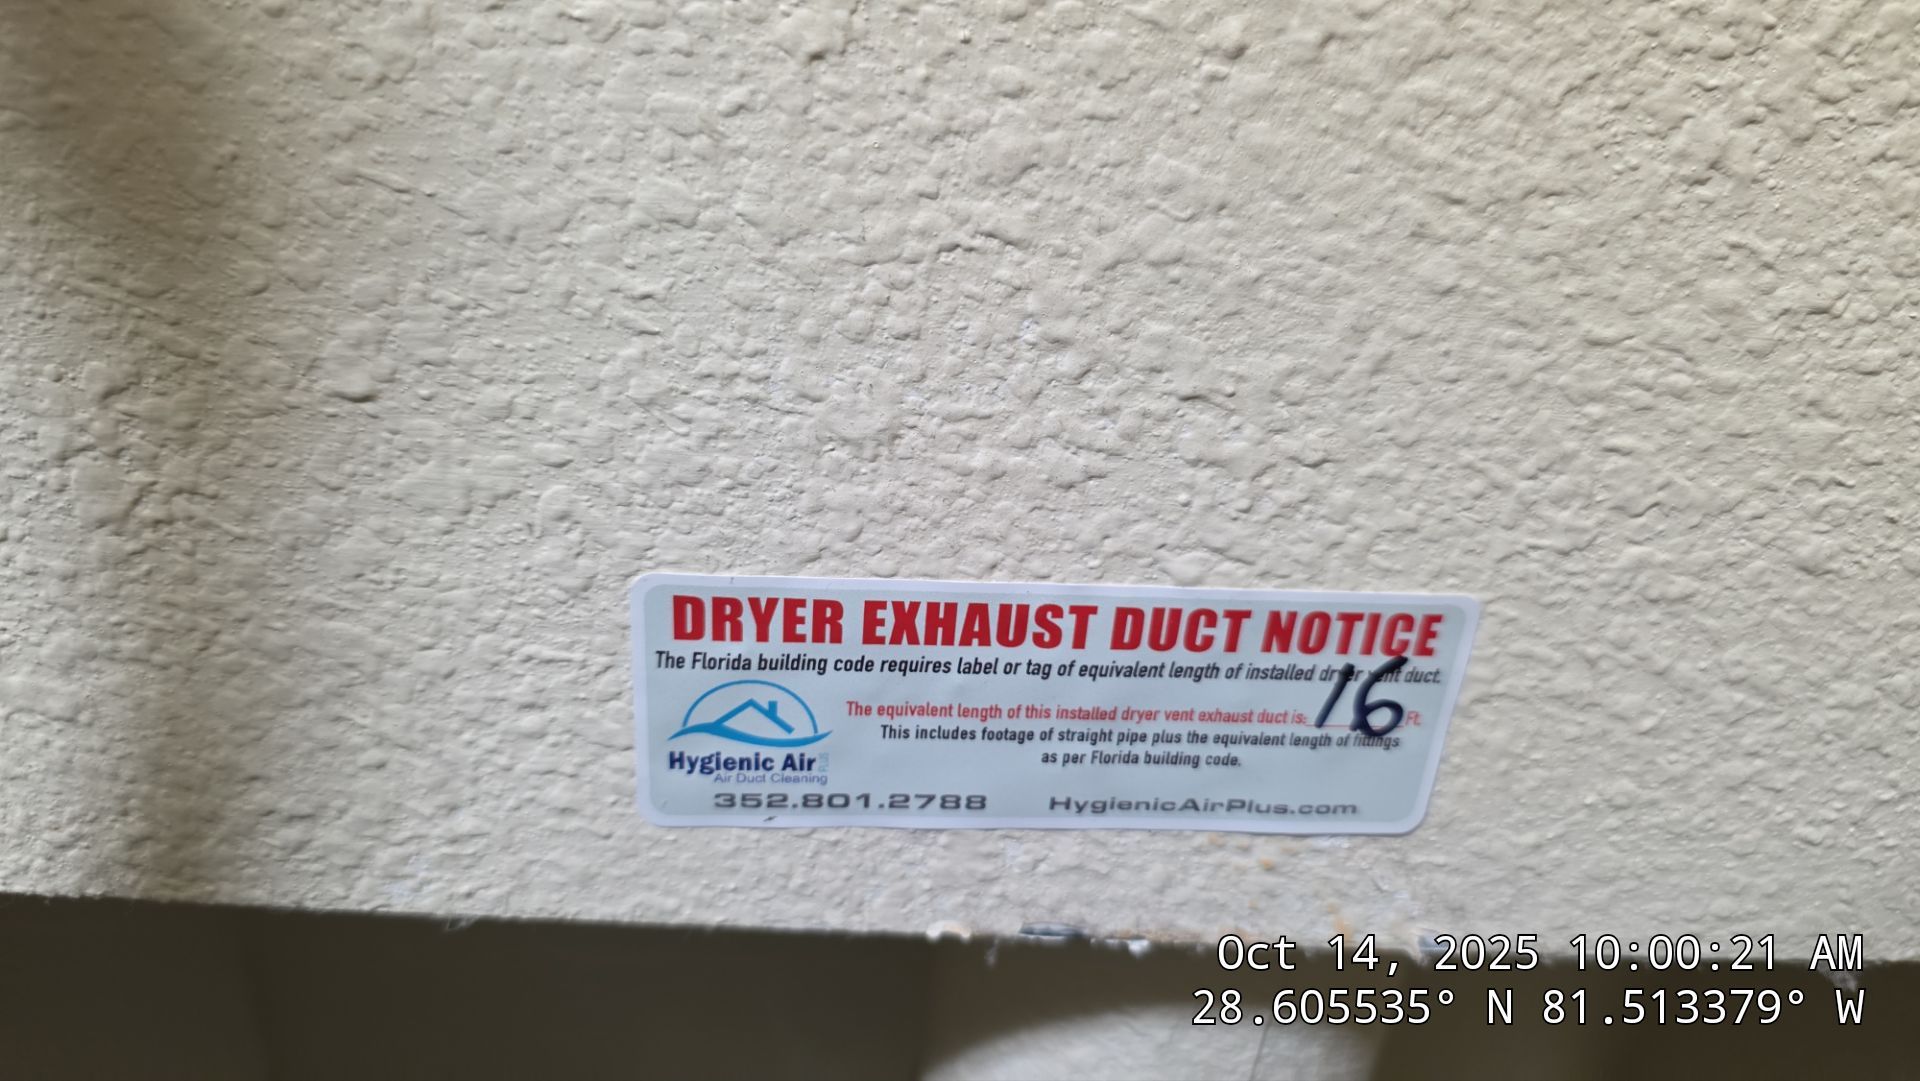 DRYER EXHAUST DUCT NOTICE
The Florida building code requires label or tag of equivalent length of installed dryer vent duct.
The equivalent length of this installed dryer vent exhaust duct is: 16 Ft.
This includes footage of straight pipe plus the equivalent length of fittings
as per Florida building code.
Hygienic Air PLUS
Air Duct Cleaning
352.801.2788 HygienicAirPlus.com
Oct 14, 2025 10:00:21 AM
28.605535° N 81.513379° W